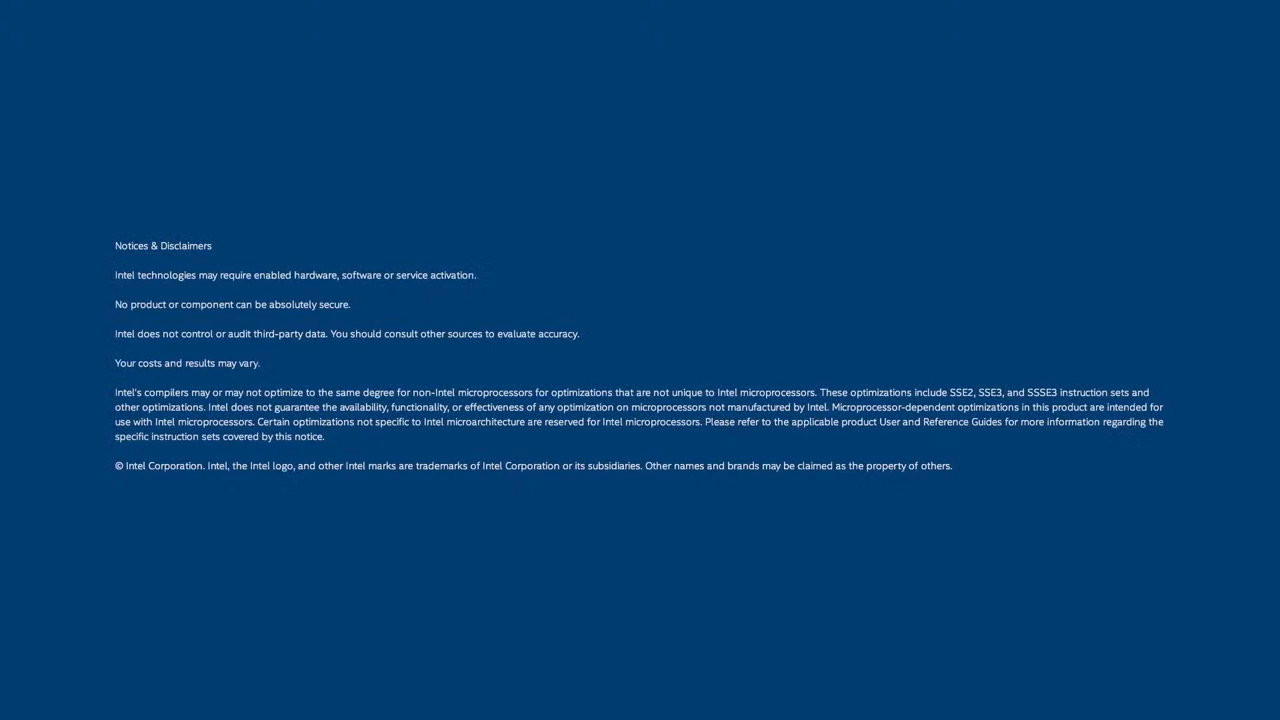 Notices & Disclaimers
Intel technologies may require enabled hardware, software or service activation.
No product or component can be absolutely secure.
Intel does not control or audit third-party data. You should consult other sources to evaluate accuracy.
Your costs and results may vary.
Intel's compilers may or may not optimize to the same degree for non-Intel microprocessors for optimizations that are not unique to Intel microprocessors. These optimizations include SSE2, SSE3, and SSSE3 instruction sets and
other optimizations. Intel does not guarantee the availability, functionality, or effectiveness of any optimization on microprocessors not manufactured by Intel. Microprocessor-dependent optimizations in this product are intended for
use with Intel microprocessors. Certain optimizations not specific to Intel microarchitecture are reserved for Intel microprocessors. Please refer to the applicable product User and Reference Guides for more information regarding the
specific instruction sets covered by this notice.
© Intel Corporation. Intel, the Intel logo, and other Intel marks are trademarks of Intel Corporation or its subsidiaries. Other names and brands may be claimed as the property of others.